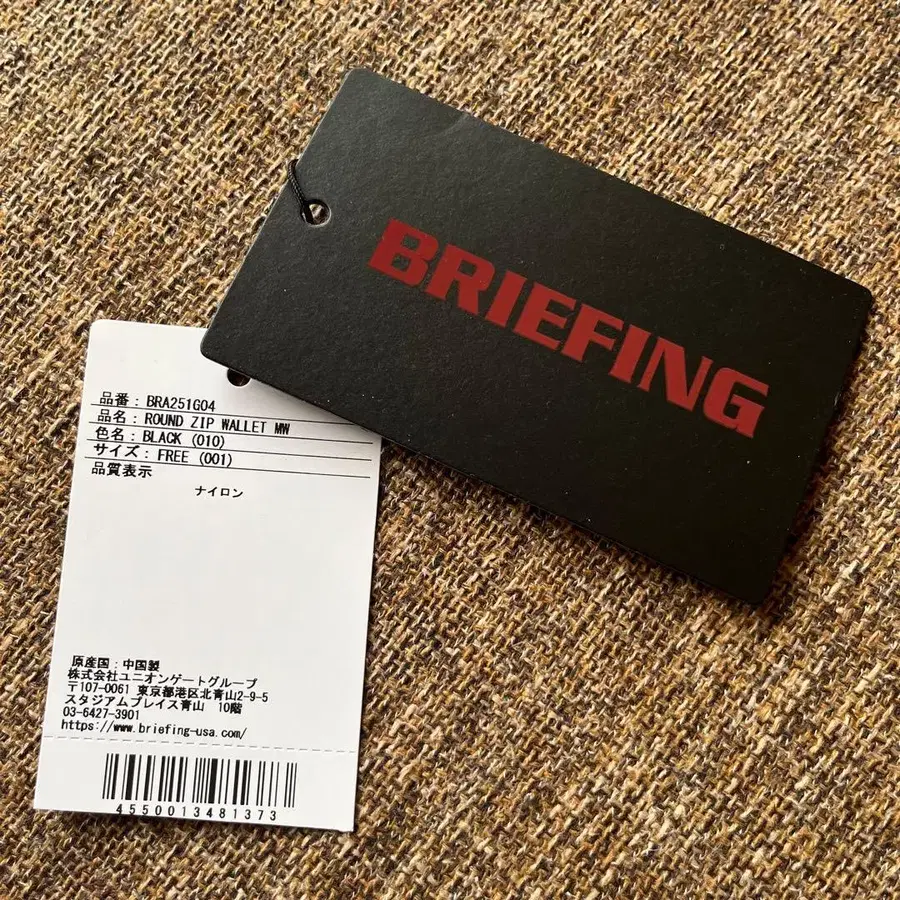 BRIEFING
品番：BRA251G04
品名：ROUND ZIP WALLET MW
色名：BLACK (010)
サイズ：FREE (001)
品質表示
ナイロン
原産国：中国製
株式会社ユニオンゲートグループ
〒107-0061 東京都港区北青山2-9-5
スタジアムプレイス青山 10階
03-6427-3901
https://www.briefing-usa.com/
4550013481373